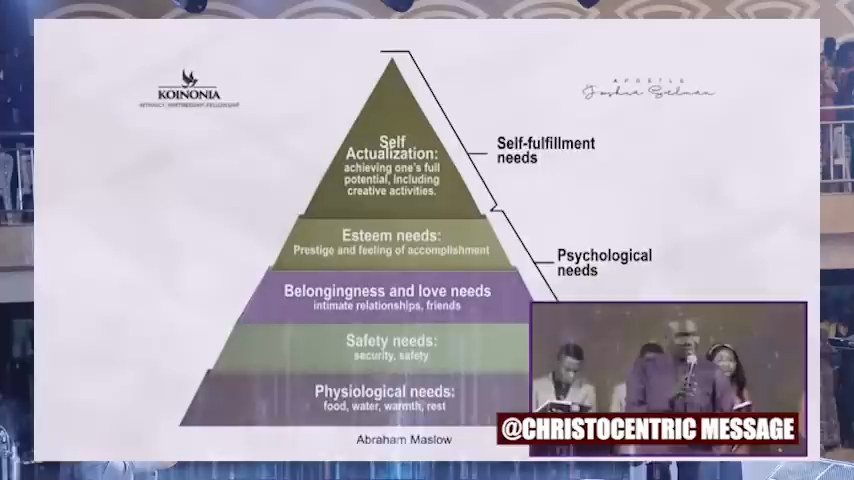 KOINONIA
INTIMACY | PARTNERSHIP | FELLOWSHIP
APOSTLE
Joshua Selman
Self
Actualization:
achieving one's full
potential, including
creative activities.
Self-fulfillment
needs
Esteem needs:
Prestige and feeling of accomplishment
Psychological
needs
Belongingness and love needs
intimate relationships, friends
Safety needs:
security, safety
Physiological needs:
food, water, warmth, rest
Abraham Maslow
@CHRISTOCENTRIC MESSAGE